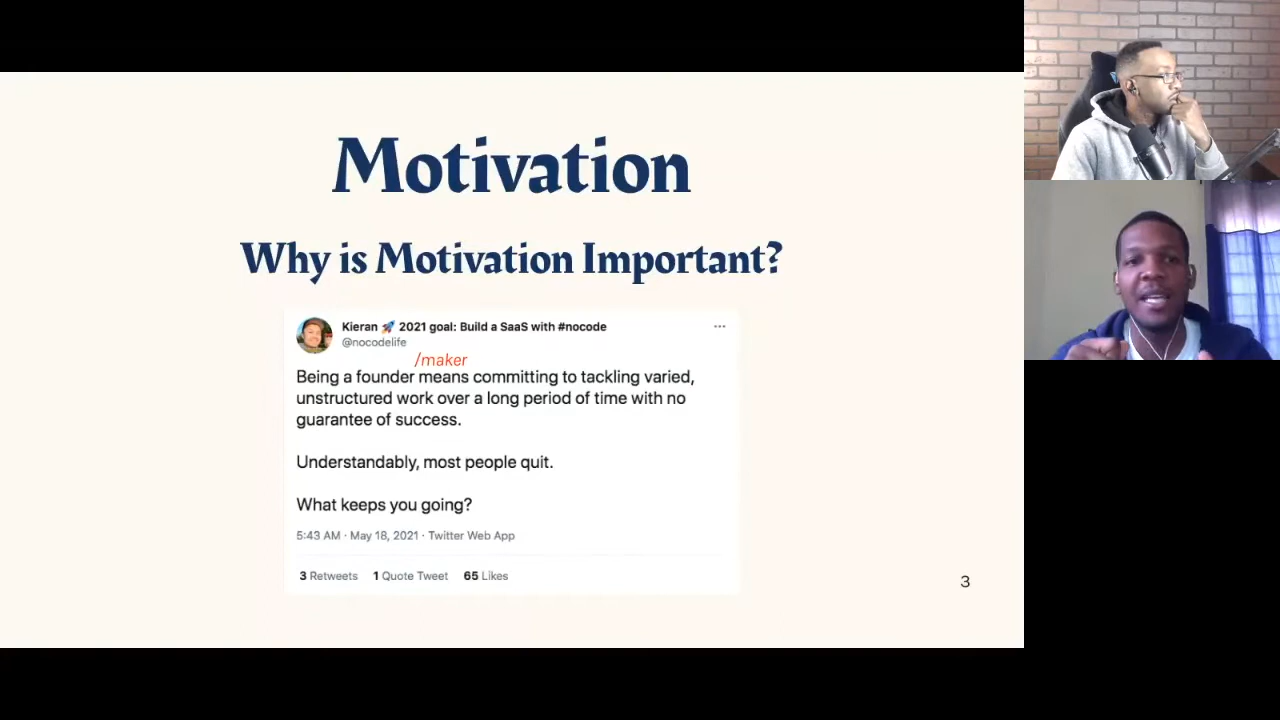 Motivation
Why is Motivation Important?
Kieran 🚀 2021 goal: Build a SaaS with #nocode
@nocodelife
/maker
Being a founder means committing to tackling varied,
unstructured work over a long period of time with no
guarantee of success.
Understandably, most people quit.
What keeps you going?
5:43 AM · May 18, 2021 · Twitter Web App
3 Retweets 1 Quote Tweet 65 Likes
3